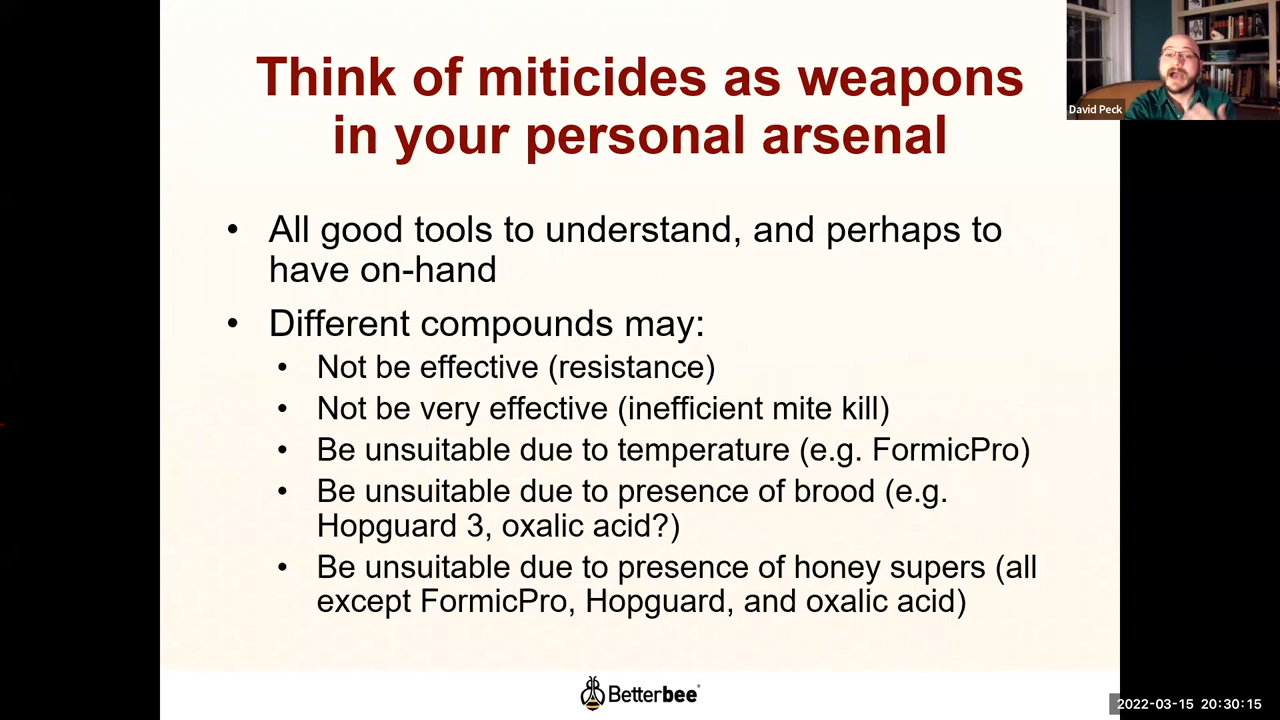 Think of miticides as weapons
in your personal arsenal
David Peck
• All good tools to understand, and perhaps to
have on-hand
• Different compounds may:
• Not be effective (resistance)
• Not be very effective (inefficient mite kill)
• Be unsuitable due to temperature (e.g. FormicPro)
• Be unsuitable due to presence of brood (e.g.
Hopguard 3, oxalic acid?)
• Be unsuitable due to presence of honey supers (all
except FormicPro, Hopguard, and oxalic acid)
Betterbee
2022-03-15 20:30:15